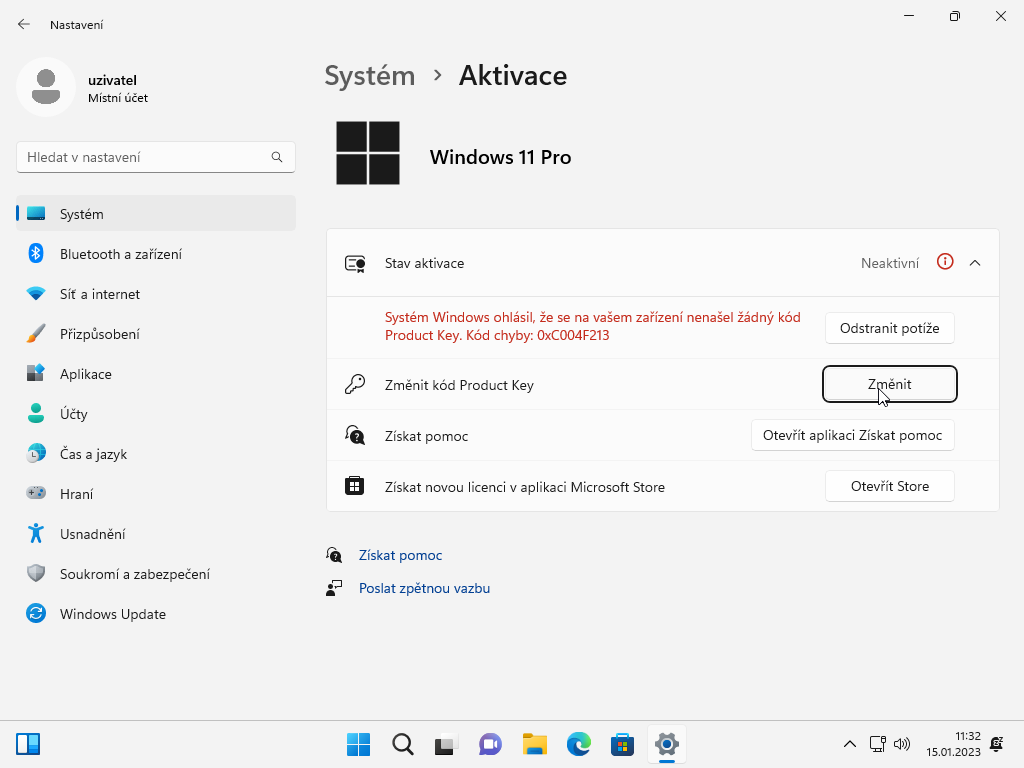 Nastavení
uzivatel
Místní účet
Hledat v nastavení
Systém
Bluetooth a zařízení
Síť a internet
Přizpůsobení
Aplikace
Účty
Čas a jazyk
Hraní
Usnadnění
Soukromí a zabezpečení
Windows Update
Systém > Aktivace
Windows 11 Pro
Stav aktivace
Neaktivní
Systém Windows ohlásil, že se na vašem zařízení nenašel žádný kód
Product Key. Kód chyby: 0xC004F213
Odstranit potíže
Změnit kód Product Key
Změnit
Získat pomoc
Otevřít aplikaci Získat pomoc
Získat novou licenci v aplikaci Microsoft Store
Otevřít Store
Získat pomoc
Poslat zpětnou vazbu
11:32
15.01.2023